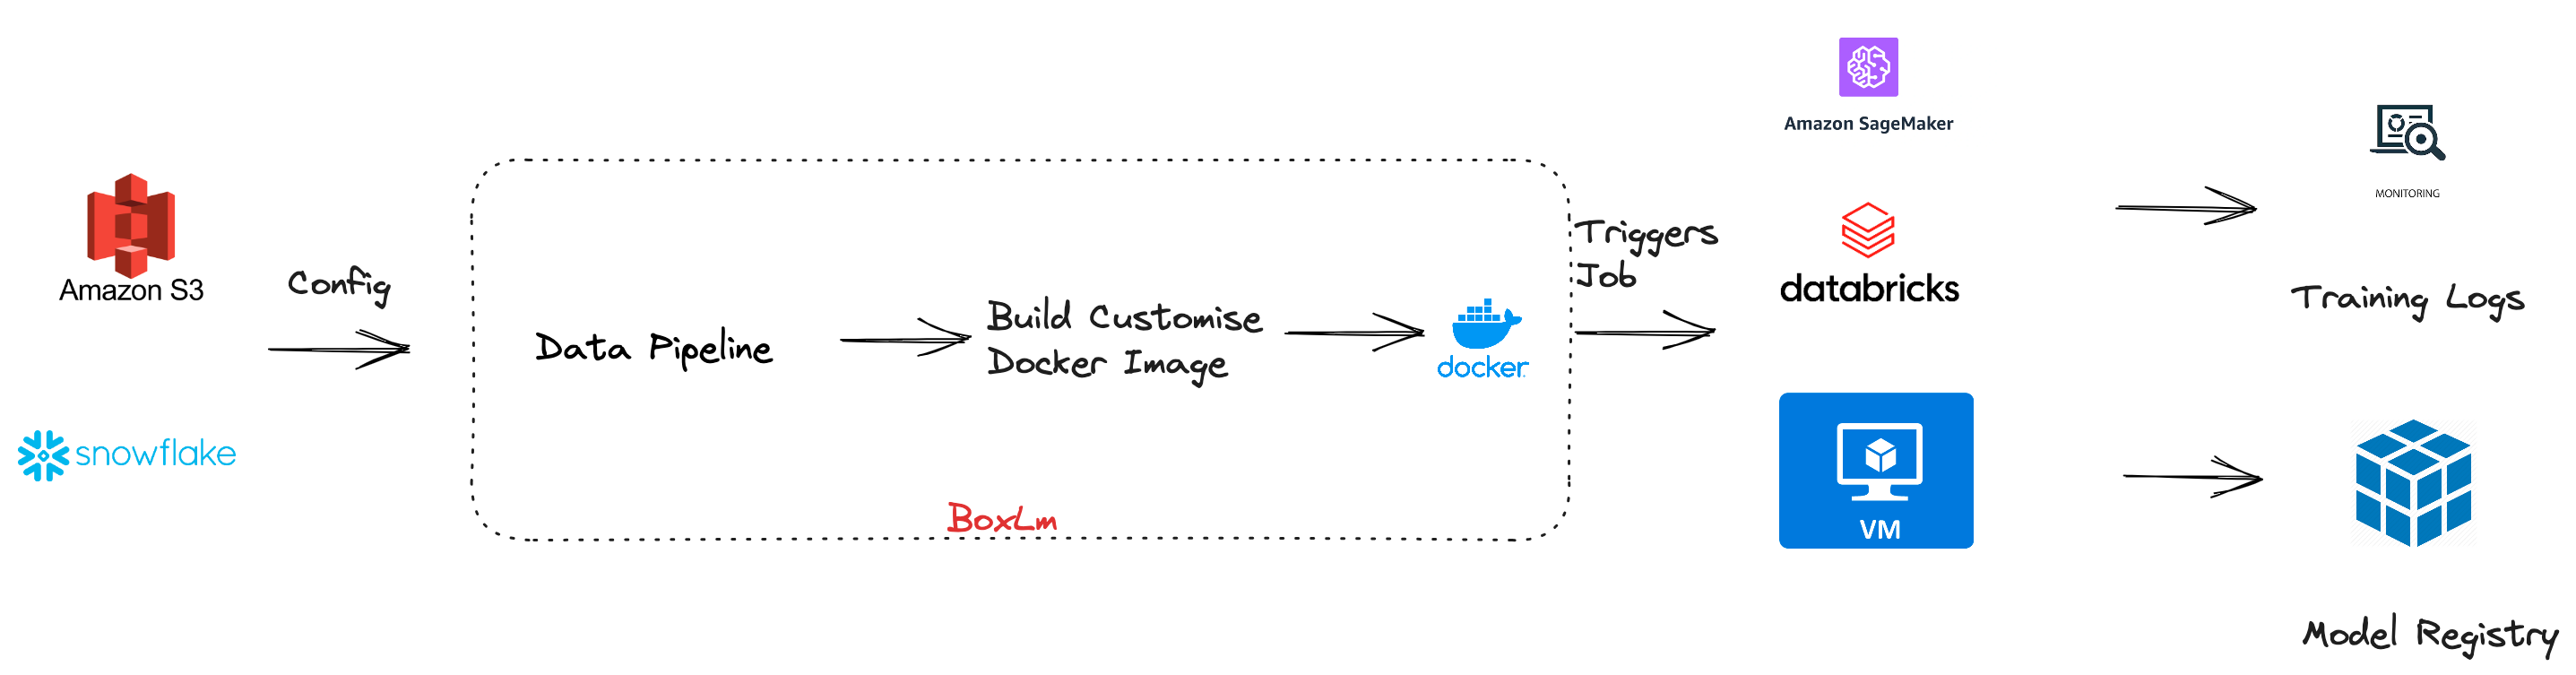 Amazon S3
snowflake
Config
Data Pipeline
Build Customise
Docker Image
docker
BoxLm
Triggers
Job
Amazon SageMaker
databricks
VM
MONITORING
Training Logs
Model Registry